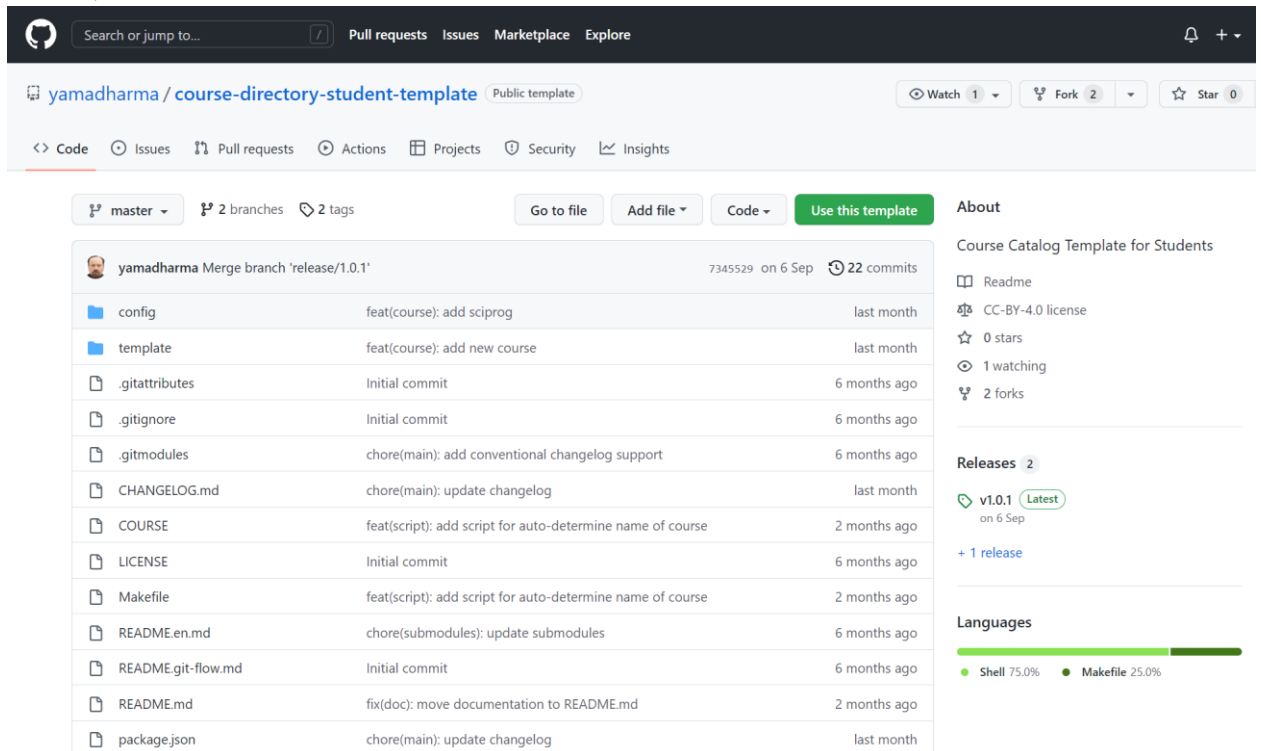 Search or jump to... / Pull requests Issues Marketplace Explore
yamadharma / course-directory-student-template Public template Watch 1 Fork 2 Star 0
<> Code Issues Pull requests Actions Projects Security Insights
master 2 branches 2 tags Go to file Add file Code Use this template
yamadharma Merge branch 'release/1.0.1' 7345529 on 6 Sep 22 commits
config feat(course): add sciprog last month
template feat(course): add new course last month
.gitattributes Initial commit 6 months ago
.gitignore Initial commit 6 months ago
.gitmodules chore(main): add conventional changelog support 6 months ago
CHANGELOG.md chore(main): update changelog last month
COURSE feat(script): add script for auto-determine name of course 2 months ago
LICENSE Initial commit 6 months ago
Makefile feat(script): add script for auto-determine name of course 2 months ago
README.en.md chore(submodules): update submodules 6 months ago
README.git-flow.md Initial commit 6 months ago
README.md fix(doc): move documentation to README.md 2 months ago
package.json chore(main): update changelog last month
About
Course Catalog Template for Students
Readme
CC-BY-4.0 license
0 stars
1 watching
2 forks
Releases 2
v1.0.1 Latest
on 6 Sep
+ 1 release
Languages
Shell 75.0% Makefile 25.0%